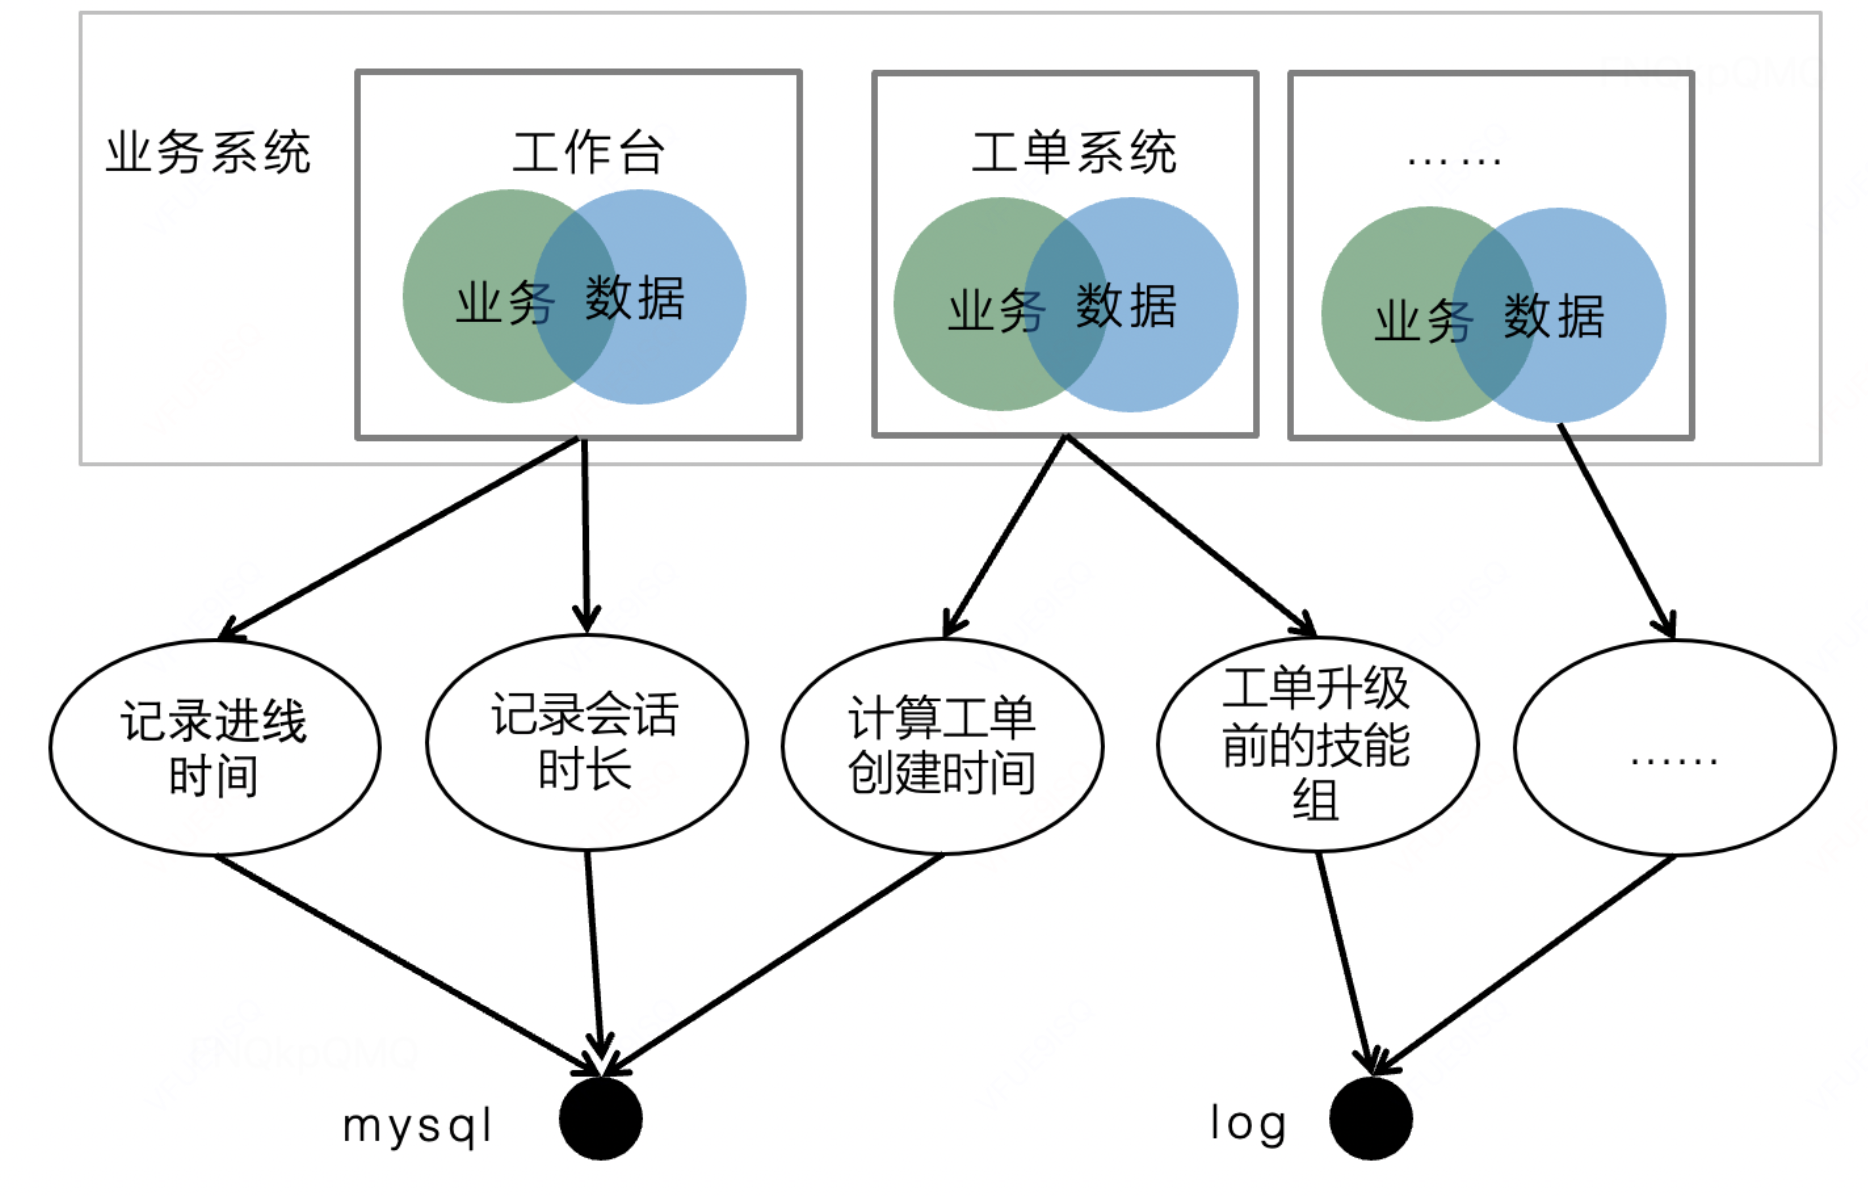 业务系统
工作台
工单系统
……
业务
数据
业务
数据
业务
数据
记录进线
时间
记录会话
时长
计算工单
创建时间
工单升级
前的技能
组
……
mysql
log